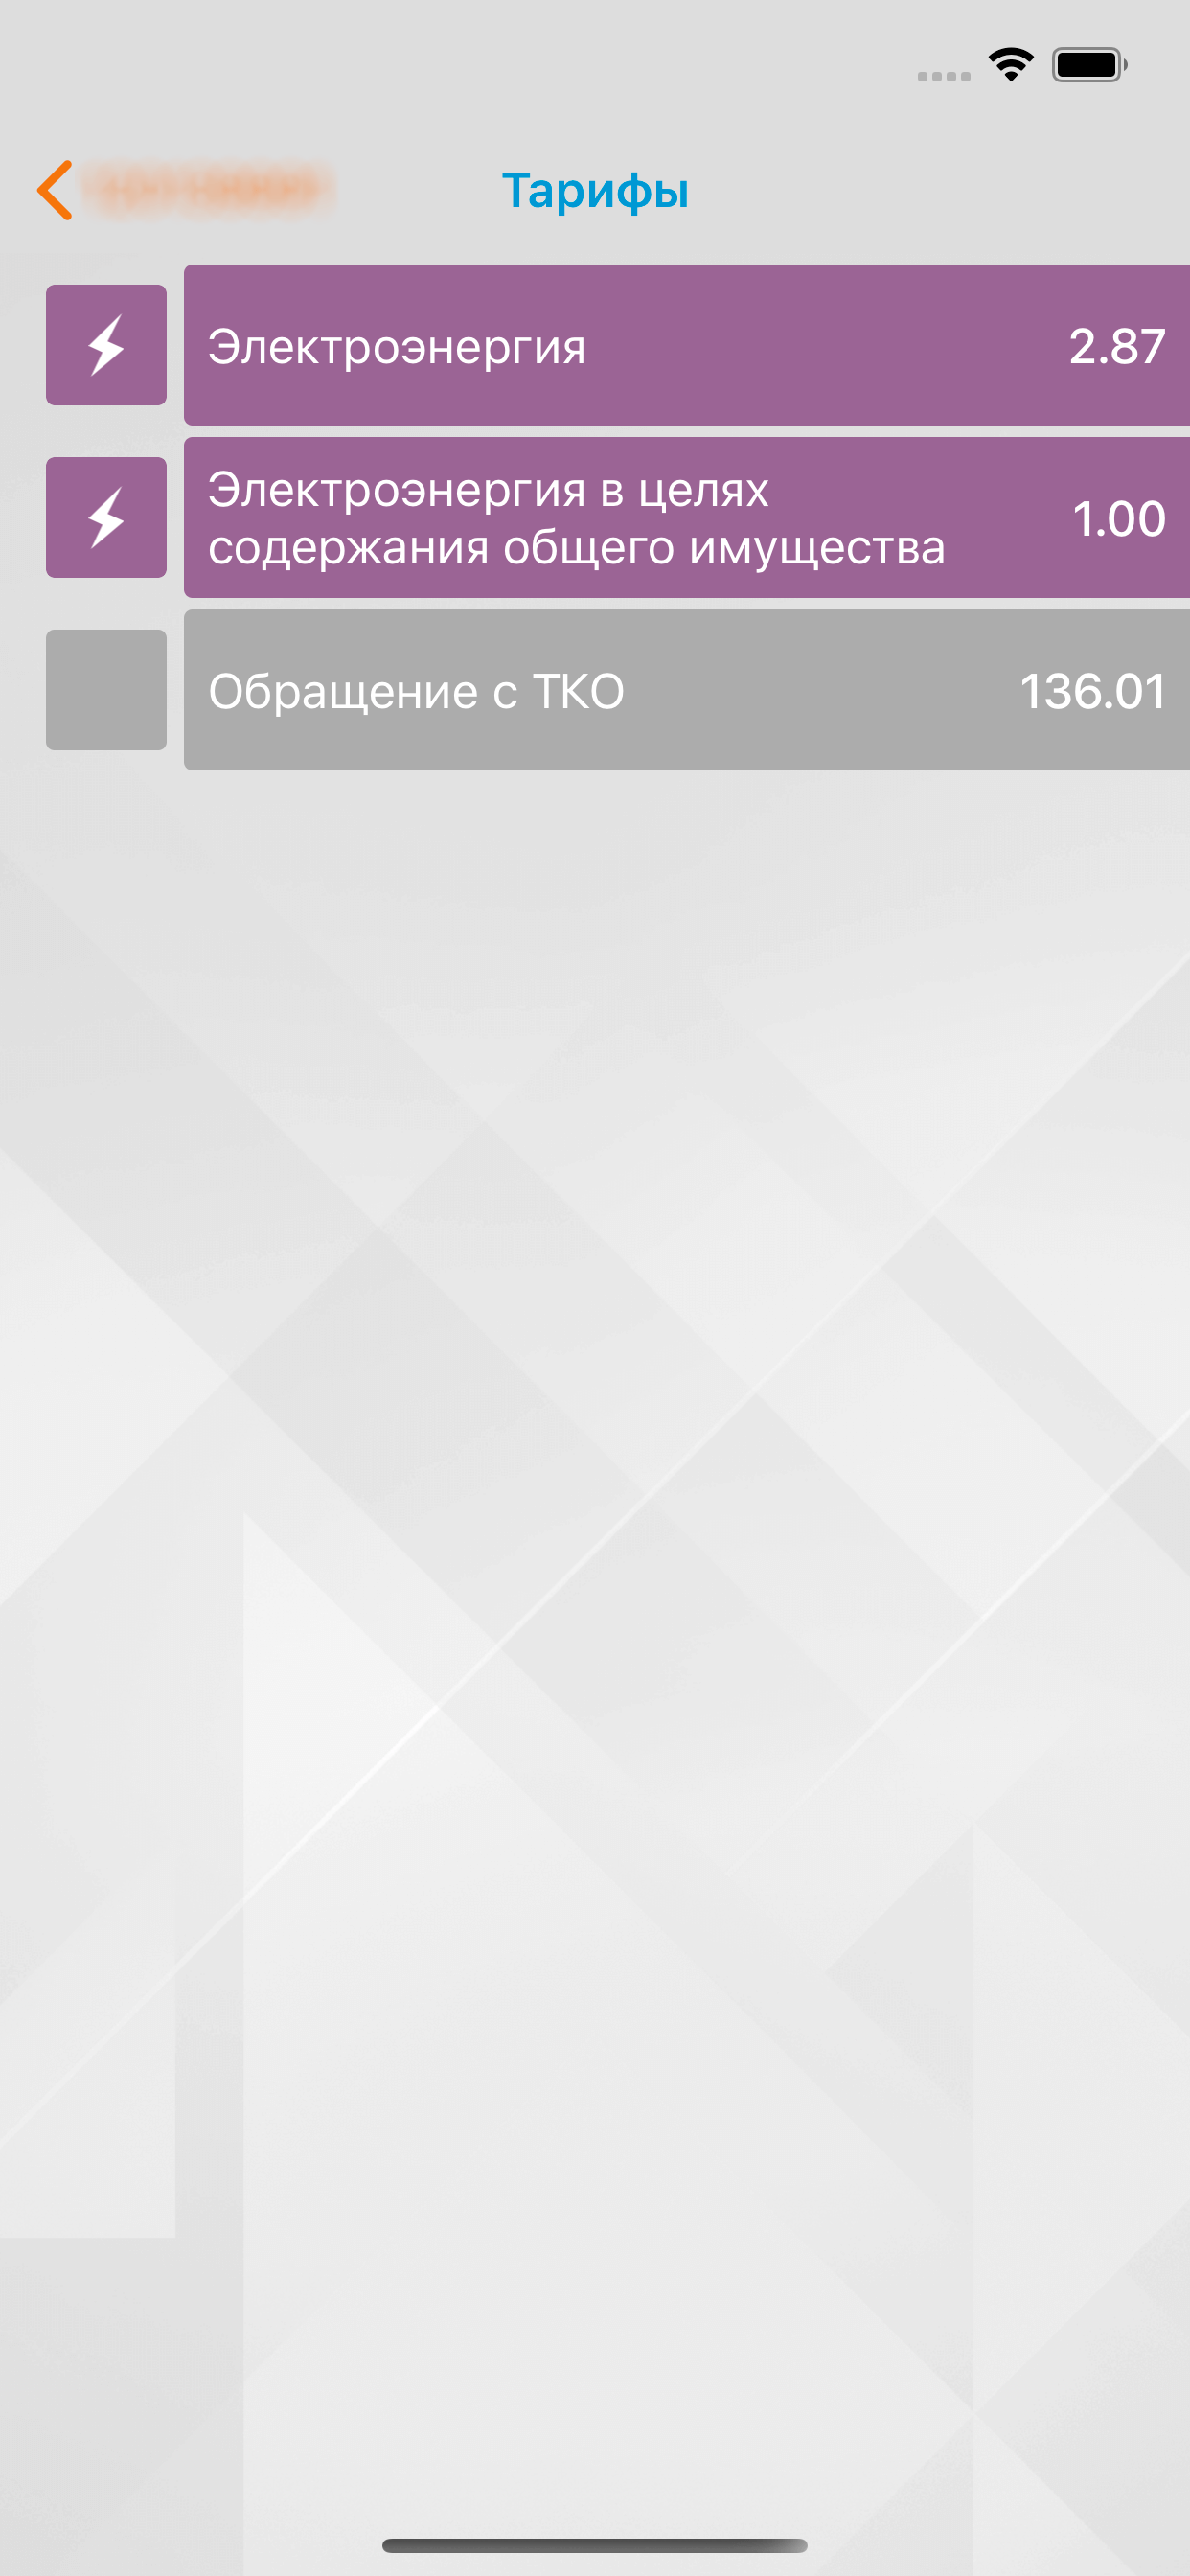 Тарифы
Электроэнергия 2.87
Электроэнергия в целях
содержания общего имущества 1.00
Обращение с ТКО 136.01